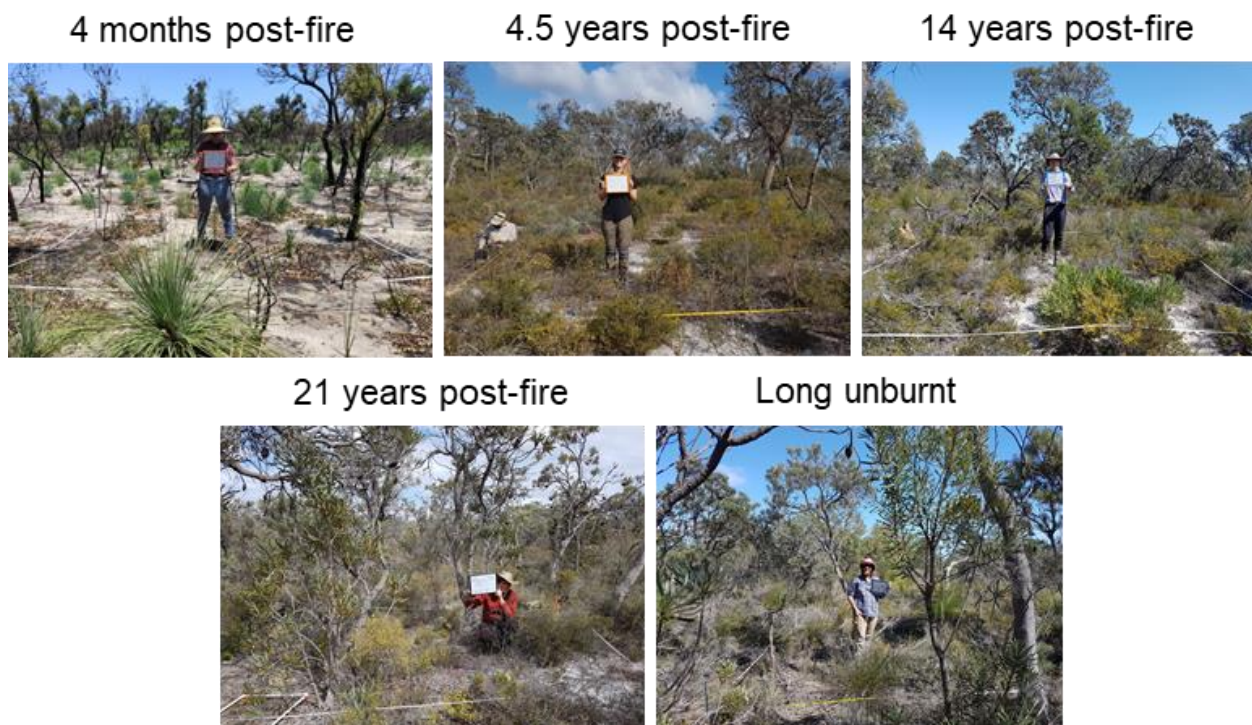 4 months post-fire
4.5 years post-fire
14 years post-fire
21 years post-fire
Long unburnt